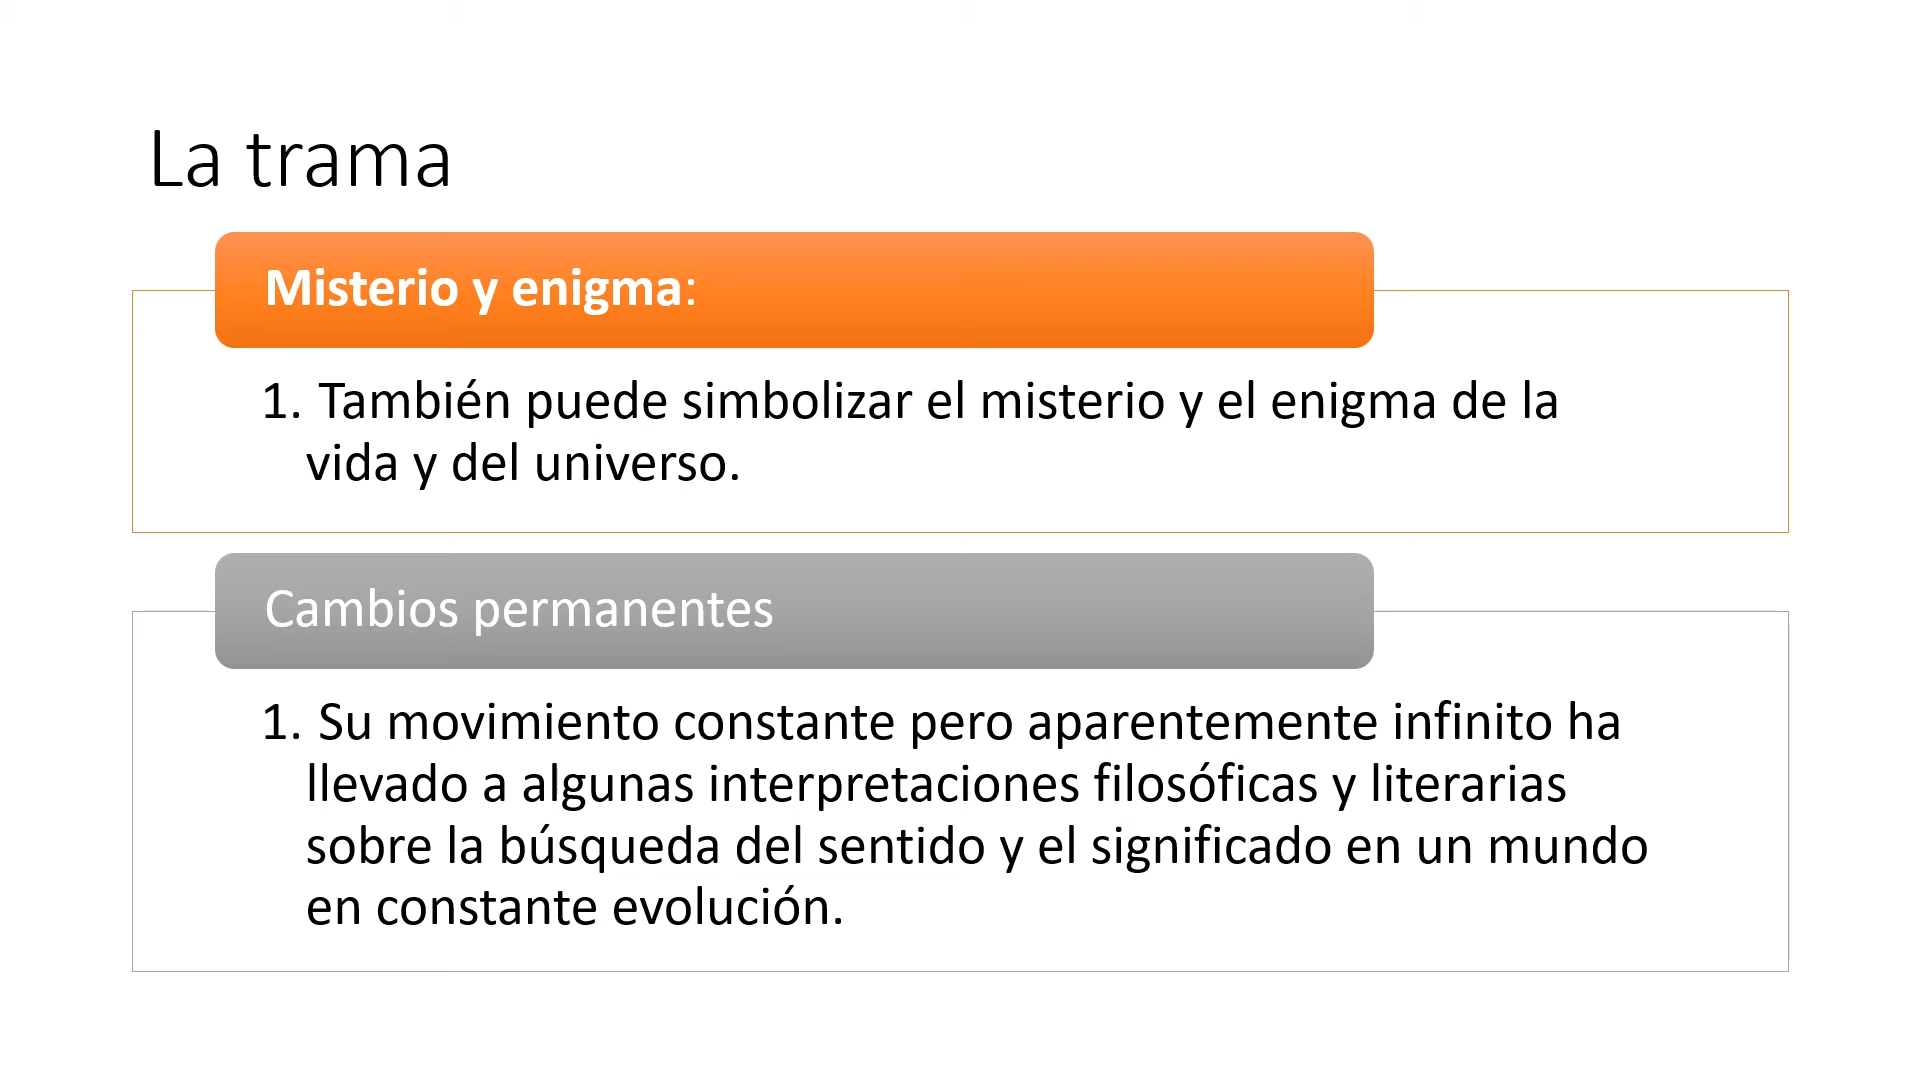 La trama
Misterio y enigma:
1. También puede simbolizar el misterio y el enigma de la
vida y del universo.
Cambios permanentes
1. Su movimiento constante pero aparentemente infinito ha
llevado a algunas interpretaciones filosóficas y literarias
sobre la búsqueda del sentido y el significado en un mundo
en constante evolución.